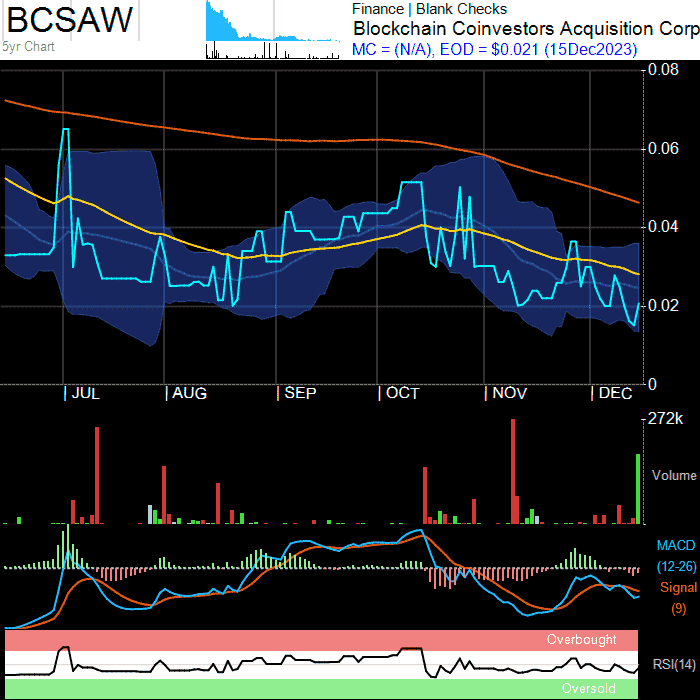 BCSAW
5yr Chart
Finance | Blank Checks
Blockchain Coinvestors Acquisition Corp
MC = (N/A), EOD = $0.021 (15Dec2023)
0.08
0.06
0.04
0.02
0
JUL AUG SEP OCT NOV DEC
272k
Volume
MACD
(12-26)
Signal
(9)
Overbought
RSI(14)
Oversold